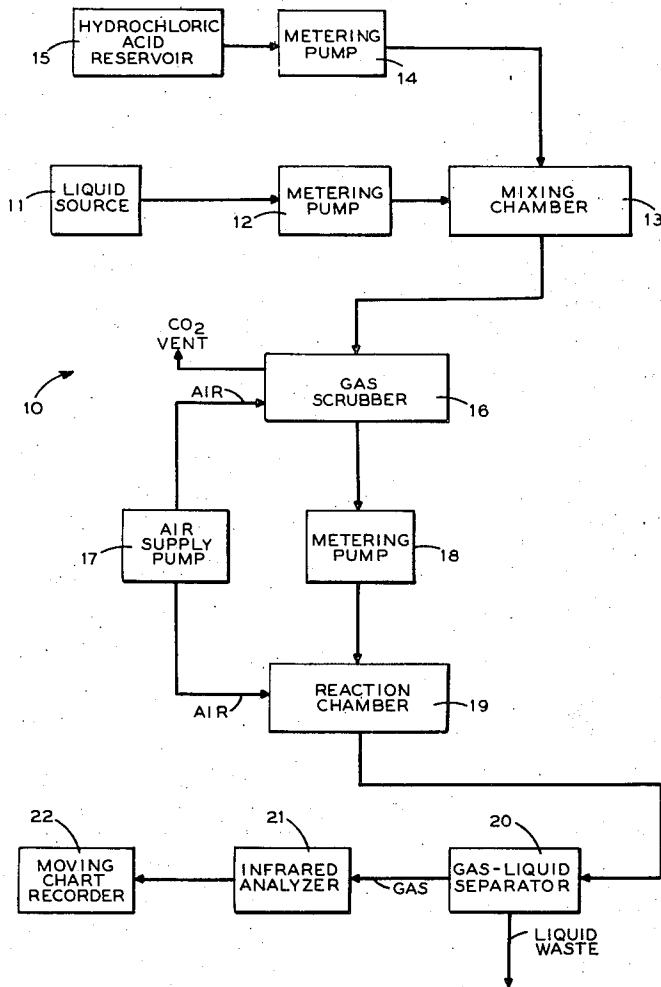 HYDROCHLORIC
ACID
RESERVOIR
15
METERING
PUMP
14
LIQUID
SOURCE
11
METERING
PUMP
12
MIXING
CHAMBER
13
CO2
VENT
10
AIR
GAS
SCRUBBER
16
AIR
SUPPLY
PUMP
17
METERING
PUMP
18
AIR
REACTION
CHAMBER
19
22
MOVING
CHART
RECORDER
21
INFRARED
ANALYZER
GAS
20
GAS-LIQUID
SEPARATOR
LIQUID
WASTE